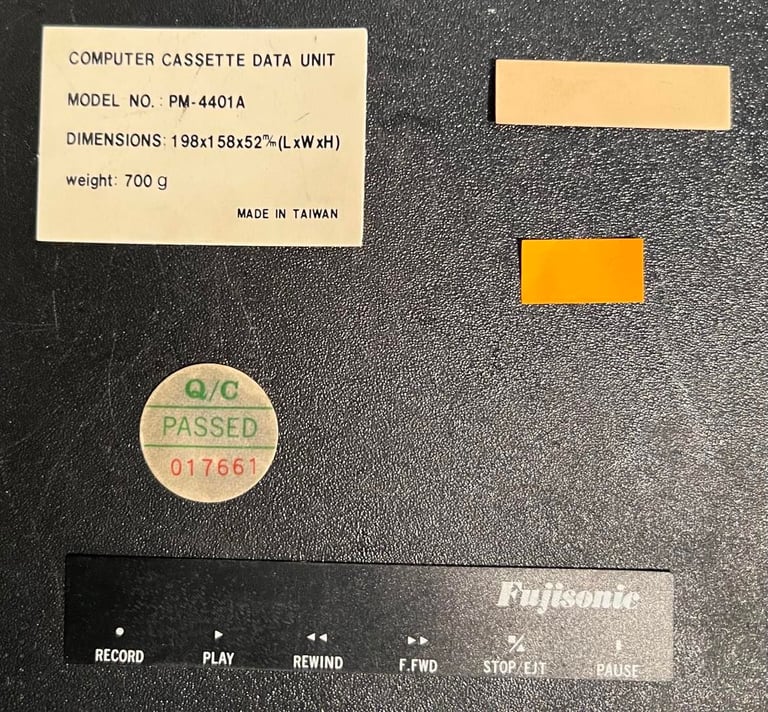 COMPUTER CASSETTE DATA UNIT
MODEL NO.: PM-4401A
DIMENSIONS: 198x158x52m/m(LxWxH)
weight: 700 g
MADE IN TAIWAN
Q/C
PASSED
017661
Fujisonic
RECORD PLAY REWIND F.FWD STOP/EJT PAUSE